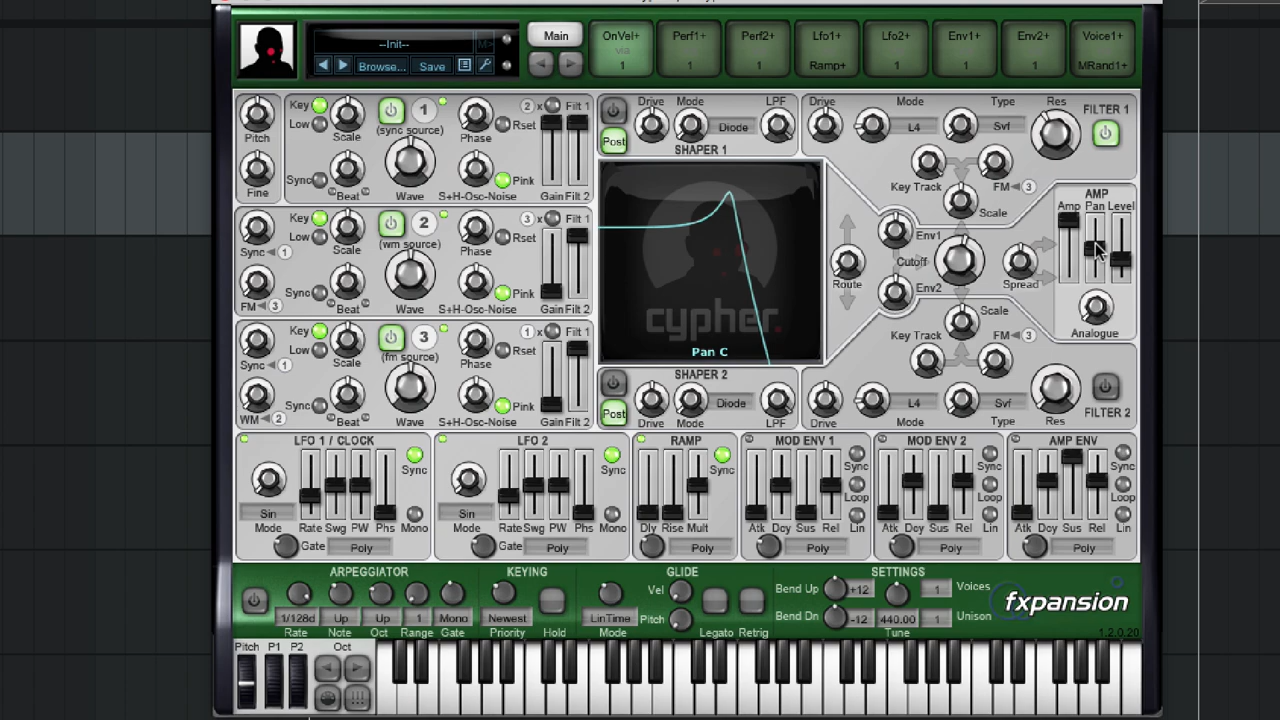 --Init--
M>
Browse...
Save
Main
OnVel+
via
1
Perf1+
1
Perf2+
1
Lfo1+
Ramp+
Lfo2+
1
Env1+
1
Env2+
1
Voice1+
MRand1+
Pitch
Fine
Key
Low
Scale
1
(sync source)
Phase
2 x
Rset
Filt 1
Sync
Beat
Wave
S+H-Osc-Noise
Pink
Gain Filt 2
Key
Low
Sync 1
Scale
2
(wm source)
Phase
3 x
Rset
Filt 1
FM 3
Sync
Beat
Wave
S+H-Osc-Noise
Pink
Gain Filt 2
Key
Low
Sync 1
Scale
3
(fm source)
Phase
1 x
Rset
Filt 1
WM 2
Sync
Beat
Wave
S+H-Osc-Noise
Pink
Gain Filt 2
Post
Drive
Mode
Diode
LPF
SHAPER 1
cypher.
Pan C
SHAPER 2
Post
Drive
Mode
Diode
LPF
Drive
Mode
L4
Type
Svf
Res
FILTER 1
Key Track
FM 3
Scale
Env1
Cutoff
Env2
Route
Spread
AMP
Amp Pan Level
Analogue
Scale
Key Track
FM 3
Drive
L4
Mode
Svf
Type
Res
FILTER 2
LFO 1 / CLOCK
Sync
Sin
Mode
Rate Swg PW Phs
Mono
Gate
Poly
LFO 2
Sync
Sin
Mode
Rate Swg PW Phs
Mono
Gate
Poly
RAMP
Sync
Dly Rise Mult
Poly
MOD ENV 1
Sync
Loop
Lin
Atk Dcy Sus Rel
Poly
MOD ENV 2
Sync
Loop
Lin
Atk Dcy Sus Rel
Poly
AMP ENV
Sync
Loop
Lin
Atk Dcy Sus Rel
Poly
ARPEGGIATOR
1/128d
Up
Up
1
Mono
Rate
Note
Oct
Range
Gate
KEYING
Newest
Priority
Hold
GLIDE
LinTime
Mode
Vel
Pitch
Legato
Retrig
SETTINGS
Bend Up
+12
Bend Dn
-12
440.00
Tune
1
Voices
1
Unison
fxpansion
1.2.0.20
Pitch P1 P2
Oct